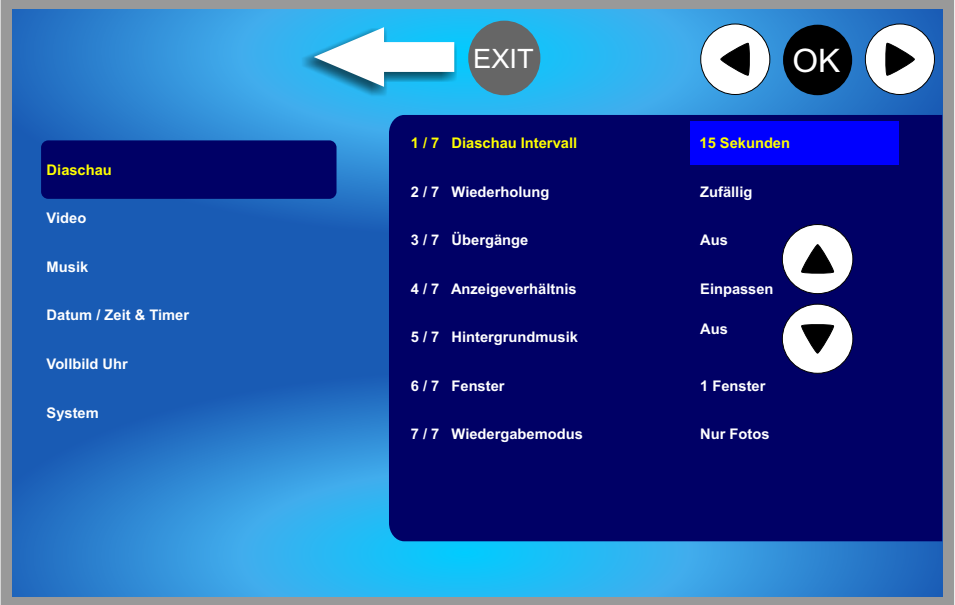 EXIT
OK
Diaschau
Video
Musik
Datum / Zeit & Timer
Vollbild Uhr
System
1 / 7 Diaschau Intervall 15 Sekunden
2 / 7 Wiederholung Zufällig
3 / 7 Übergänge Aus
4 / 7 Anzeigeverhältnis Einpassen
5 / 7 Hintergrundmusik Aus
6 / 7 Fenster 1 Fenster
7 / 7 Wiedergabemodus Nur Fotos